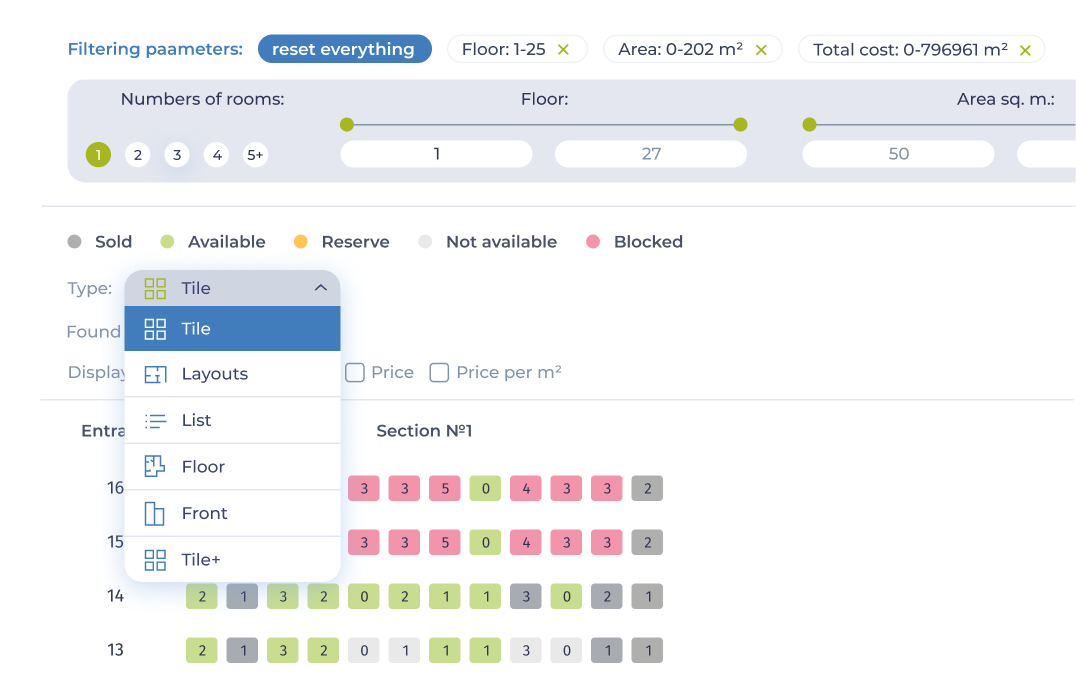 Filtering paameters: reset everything Floor: 1-25 × Area: 0-202 m² × Total cost: 0-796961 m² ×
Numbers of rooms: Floor: Area sq. m.:
1 2 3 4 5+ 1 27 50
Sold Available Reserve Not available Blocked
Type: Tile
Found Tile
Display Layouts Price Price per m²
List
Floor
Front
Tile+
Entra Section №1
16 3 3 5 0 4 3 3 2
15 3 3 5 0 4 3 3 2
14 2 1 3 2 0 2 1 1 3 0 2 1
13 2 1 3 2 0 1 1 1 3 0 1 1